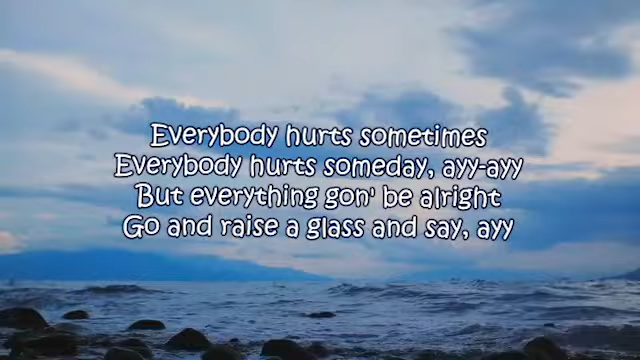 Everybody hurts sometimes
Everybody hurts someday, ayy-ayy
But everything gon' be alright
Go and raise a glass and say, ayy